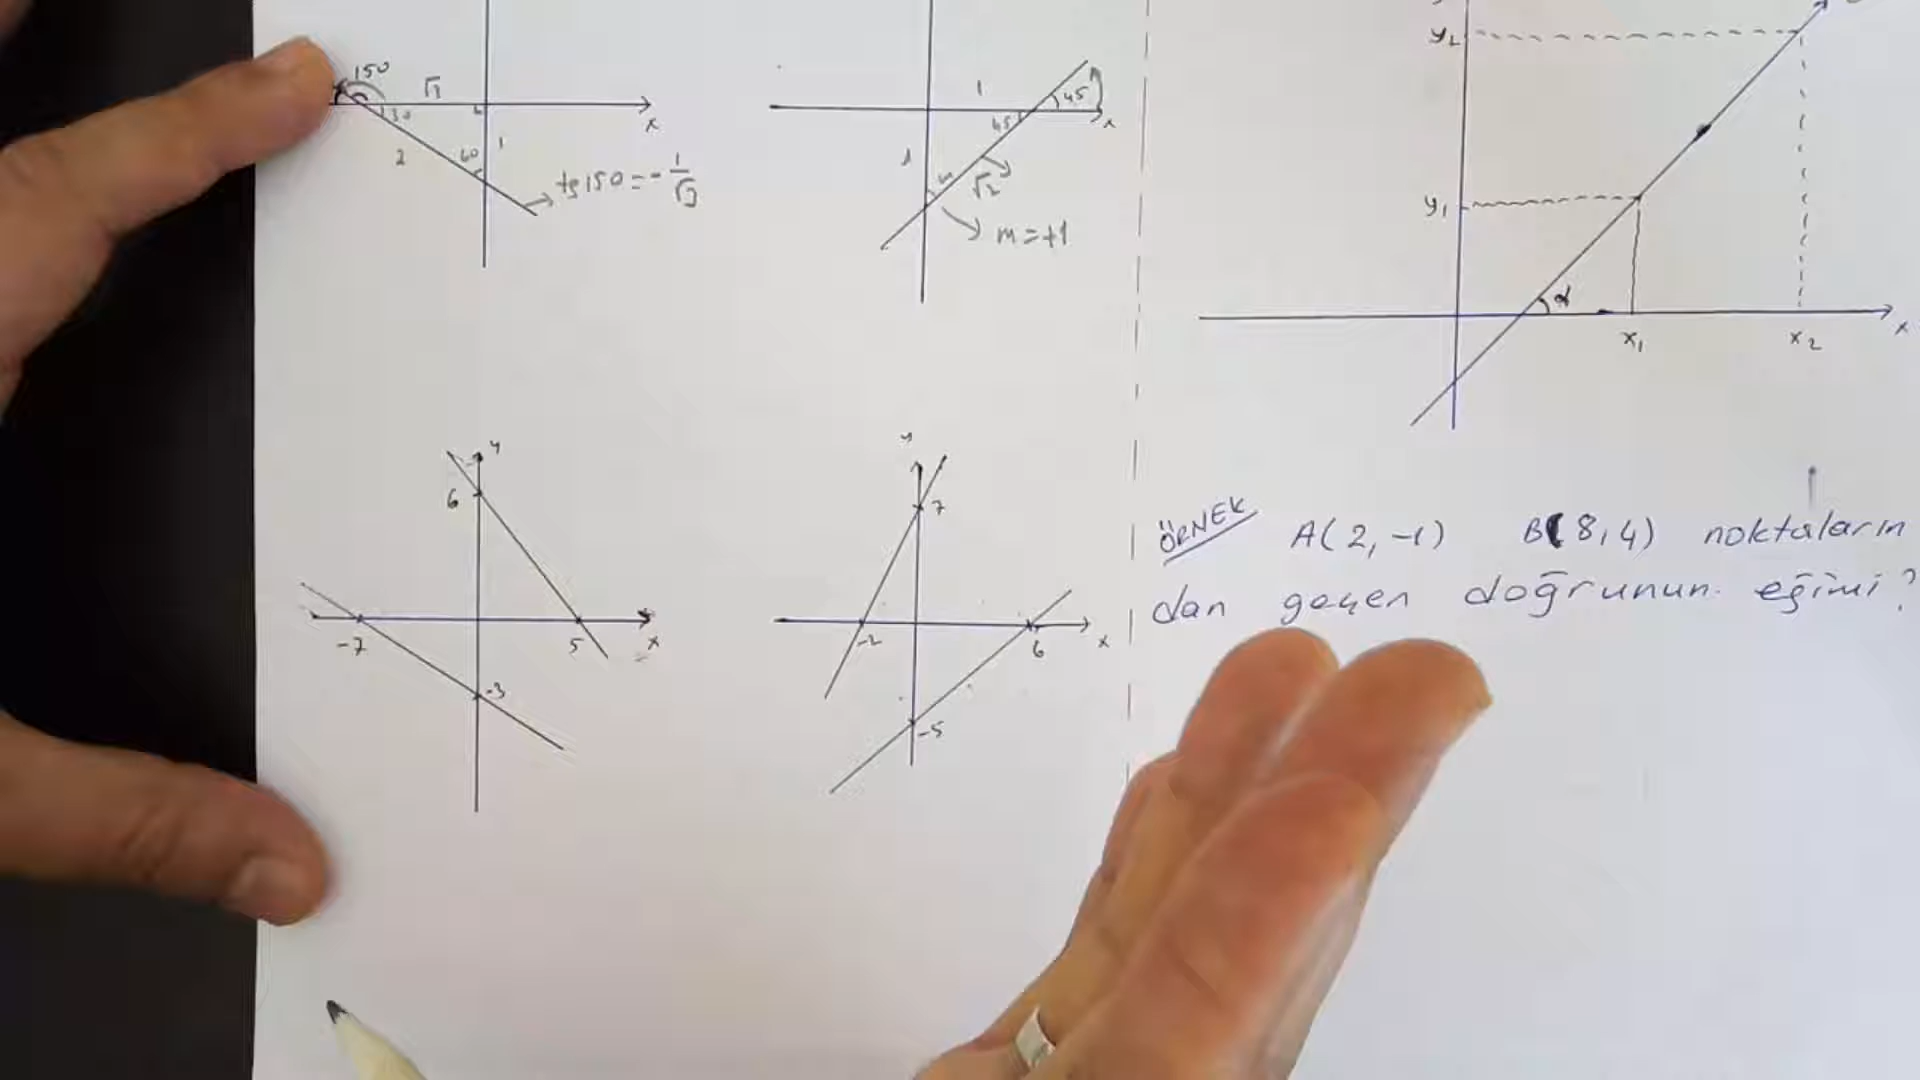 150
√3
30
2
60
1
x
tg150=-1/√3
1
45
45
x
1
√2
m=+1
y₂
y₁
α
x₁
x₂
x
y
6
-7
5
x
-3
y
7
-2
6
x
-5
ÖRNEK A(2,-1) B(8,4) noktaların
dan geçen doğrunun eğimi?